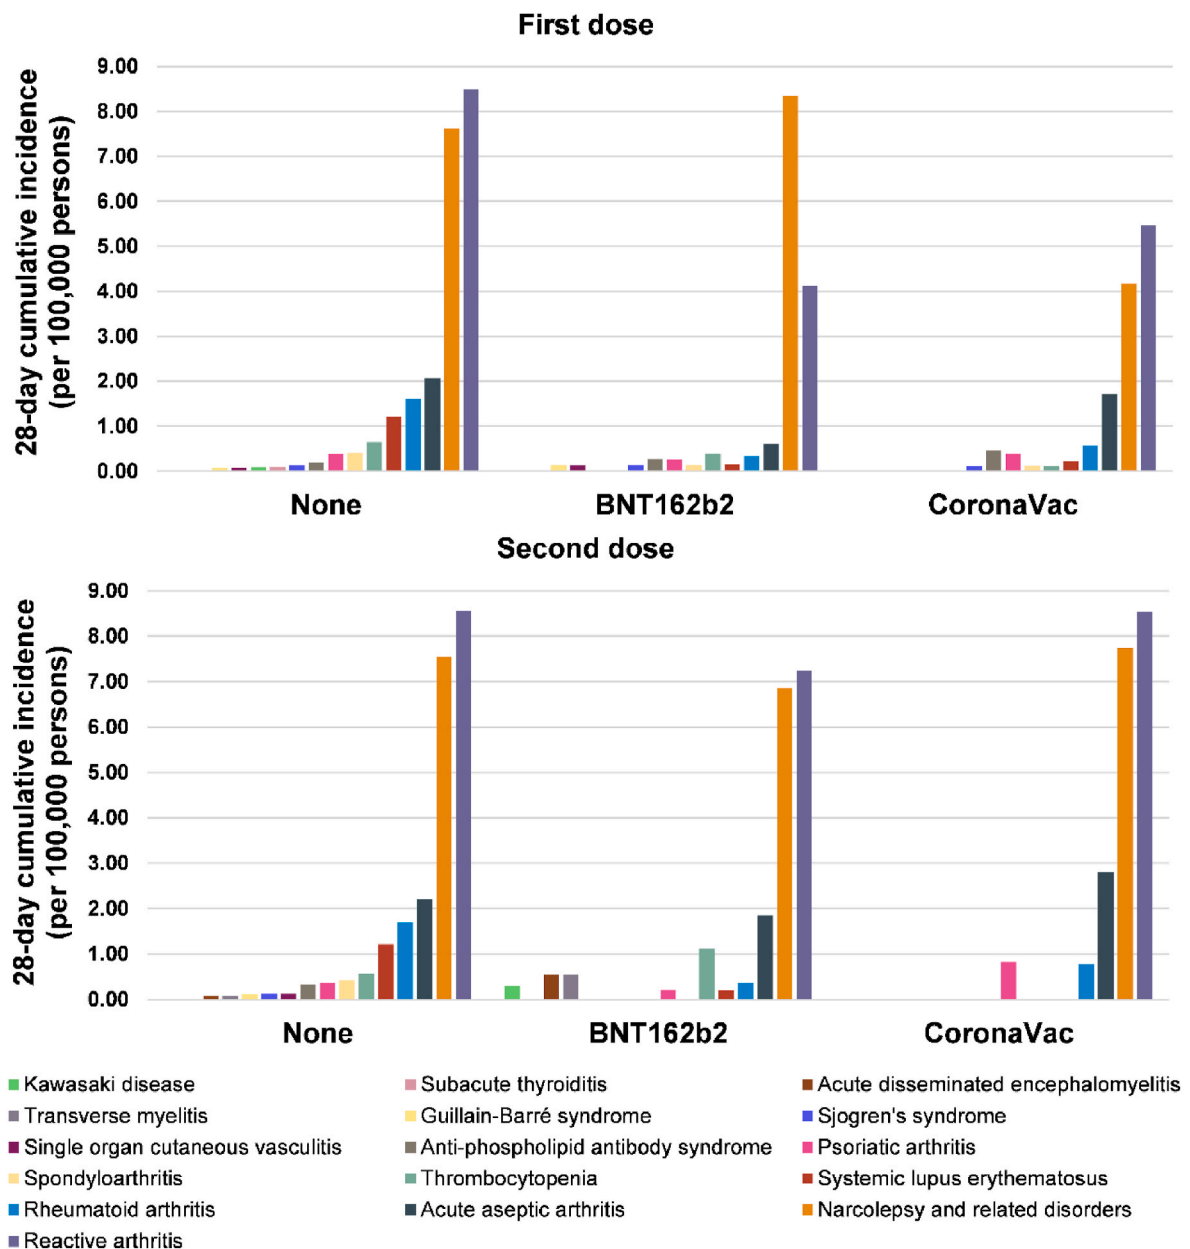 First dose
28-day cumulative incidence
(per 100,000 persons)
9.00
8.00
7.00
6.00
5.00
4.00
3.00
2.00
1.00
0.00
None BNT162b2 CoronaVac
Second dose
28-day cumulative incidence
(per 100,000 persons)
9.00
8.00
7.00
6.00
5.00
4.00
3.00
2.00
1.00
0.00
None BNT162b2 CoronaVac
Kawasaki disease Subacute thyroiditis Acute disseminated encephalomyelitis
Transverse myelitis Guillain-Barré syndrome Sjogren's syndrome
Single organ cutaneous vasculitis Anti-phospholipid antibody syndrome Psoriatic arthritis
Spondyloarthritis Thrombocytopenia Systemic lupus erythematosus
Rheumatoid arthritis Acute aseptic arthritis Narcolepsy and related disorders
Reactive arthritis